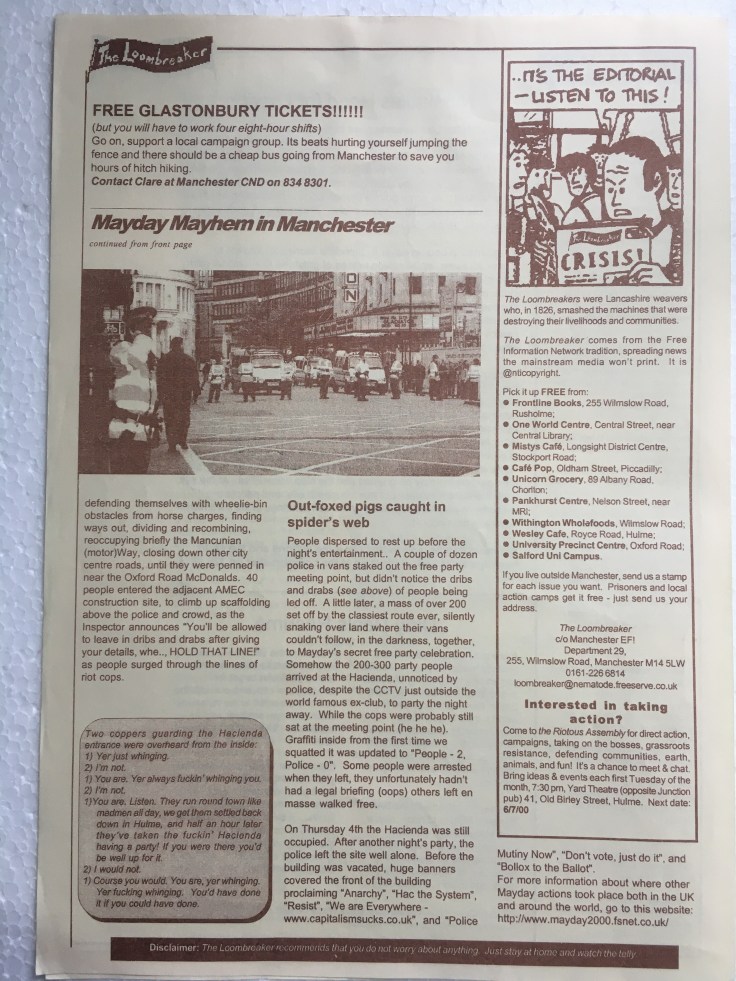 The Loombreaker
FREE GLASTONBURY TICKETS!!!!!!
(but you will have to work four eight-hour shifts)
Go on, support a local campaign group. Its beats hurting yourself jumping the
fence and there should be a cheap bus going from Manchester to save you
hours of hitch hiking.
Contact Clare at Manchester CND on 834 8301.
Mayday Mayhem in Manchester
continued from front page
defending themselves with wheelie-bin
obstacles from horse charges, finding
ways out, dividing and recombining,
reoccupying briefly the Mancunian
(motor)Way, closing down other city
centre roads, until they were penned in
near the Oxford Road McDonalds. 40
people entered the adjacent AMEC
construction site, to climb up scaffolding
above the police and crowd, as the
Inspector announces "You'll be allowed
to leave in dribs and drabs after giving
your details, whe.., HOLD THAT LINE!"
as people surged through the lines of
riot cops.
Two coppers guarding the Hacienda
entrance were overheard from the inside:
1) Yer just whinging.
2) I'm not.
1) You are. Yer always fuckin' whinging you.
2) I'm not.
1)You are. Listen. They run round town like
madmen all day, we get them settled back
down in Hulme, and half an hour later
they've taken the fuckin' Hacienda
having a party! If you were there you'd
be well up for it.
2) I would not.
1) Course you would. You are, yer whinging.
Yer fucking whinging. You'd have done
it if you could have done.
Out-foxed pigs caught in
spider's web
People dispersed to rest up before the
night's entertainment.. A couple of dozen
police in vans staked out the free party
meeting point, but didn't notice the dribs
and drabs (see above) of people being
led off. A little later, a mass of over 200
set off by the classiest route ever, silently
snaking over land where their vans
couldn't follow, in the darkness, together,
to Mayday's secret free party celebration.
Somehow the 200-300 party people
arrived at the Hacienda, unnoticed by
police, despite the CCTV just outside the
world famous ex-club, to party the night
away. While the cops were probably still
sat at the meeting point (he he he).
Graffiti inside from the first time we
squatted it was updated to "People - 2,
Police - 0". Some people were arrested
when they left, they unfortunately hadn't
had a legal briefing (oops) others left en
masse walked free.
On Thursday 4th the Hacienda was still
occupied. After another night's party, the
police left the site well alone. Before the
building was vacated, huge banners
covered the front of the building
proclaiming "Anarchy", "Hac the System",
"Resist", "We are Everywhere -
www.capitalismsucks.co.uk", and "Police
Mutiny Now", "Don't vote, just do it", and
"Bollox to the Ballot".
For more information about where other
Mayday actions took place both in the UK
and around the world, go to this website:
http://www.mayday2000.fsnet.co.uk/
..IT'S THE EDITORIAL
- LISTEN TO THIS!
The Loombreaker
CRISIS!
The Loombreakers were Lancashire weavers
who, in 1826, smashed the machines that were
destroying their livelihoods and communities.
The Loombreaker comes from the Free
Information Network tradition, spreading news
the mainstream media won't print. It is
@nticopyright.
Pick it up FREE from:
● Frontline Books, 255 Wilmslow Road,
Rusholme;
● One World Centre, Central Street, near
Central Library;
● Mistys Café, Longsight District Centre,
Stockport Road;
● Café Pop, Oldham Street, Piccadilly;
● Unicorn Grocery, 89 Albany Road,
Chorlton;
● Pankhurst Centre, Nelson Street, near
MRI;
● Withington Wholefoods, Wilmslow Road;
● Wesley Cafe, Royce Road, Hulme;
● University Precinct Centre, Oxford Road;
● Salford Uni Campus.
If you live outside Manchester, send us a stamp
for each issue you want. Prisoners and local
action camps get it free - just send us your
address.
The Loombreaker
c/o Manchester EF!
Department 29,
255, Wilmslow Road, Manchester M14 5LW
0161-226 6814
loombreaker@nematode.freeserve.co.uk
Interested in taking
action?
Come to the Riotous Assembly for direct action,
campaigns, taking on the bosses, grassroots
resistance, defending communities, earth,
animals, and fun! It's a chance to meet & chat.
Bring ideas & events each first Tuesday of the
month, 7:30 pm, Yard Theatre (opposite Junction
pub) 41, Old Birley Street, Hulme. Next date:
6/7/00
Disclaimer: The Loombreaker recommends that you do not worry about anything. Just stay at home and watch the telly.